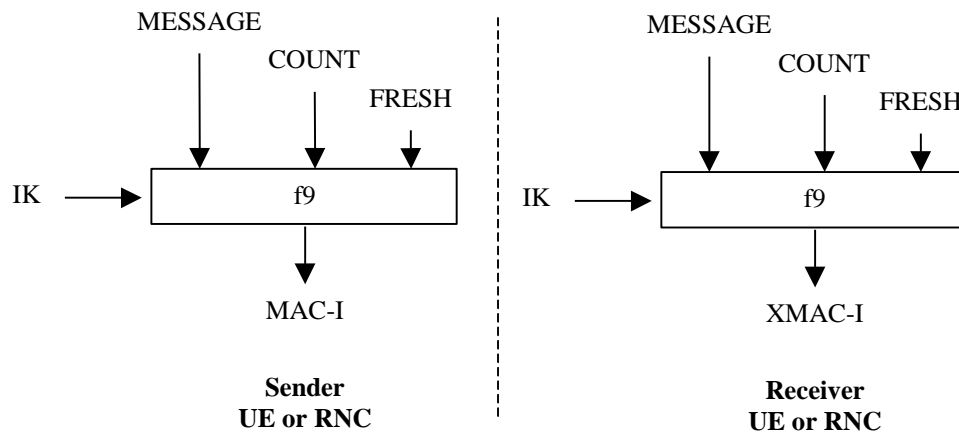 MESSAGE
COUNT
FRESH
IK
f9
MAC-I
Sender
UE or RNC
MESSAGE
COUNT
FRESH
IK
f9
XMAC-I
Receiver
UE or RNC